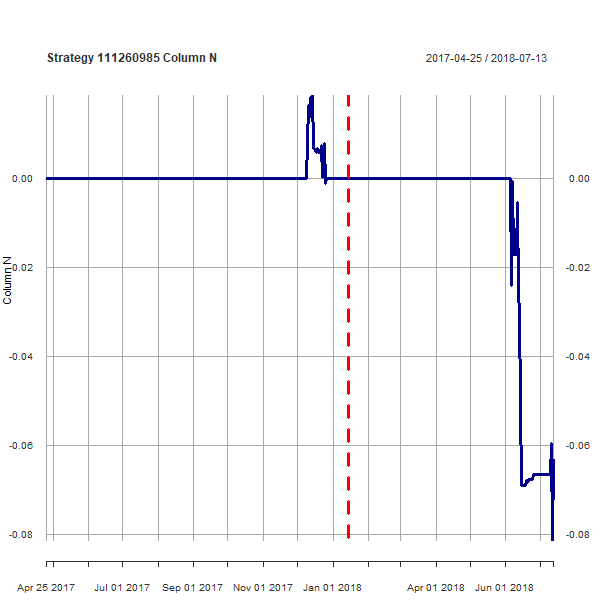 Strategy 111260985 Column N
2017-04-25 / 2018-07-13
0.00
0.00
-0.02
-0.02
Column N
-0.04
-0.04
-0.06
-0.06
-0.08
-0.08
Apr 25 2017
Jul 01 2017
Sep 01 2017
Nov 01 2017
Jan 01 2018
Apr 01 2018
Jun 01 2018